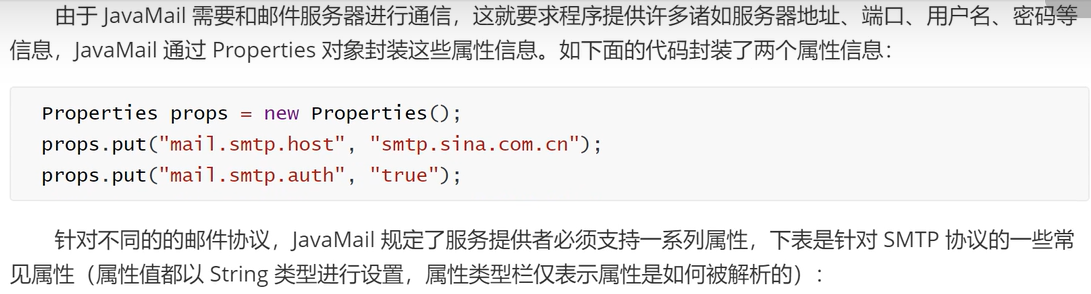 由于 JavaMail 需要和邮件服务器进行通信，这就要求程序提供许多诸如服务器地址、端口、用户名、密码等
信息，JavaMail 通过 Properties 对象封装这些属性信息。如下面的代码封装了两个属性信息：
Properties props = new Properties();
props.put("mail.smtp.host", "smtp.sina.com.cn");
props.put("mail.smtp.auth", "true");
针对不同的的邮件协议，JavaMail 规定了服务提供者必须支持一系列属性，下表是针对 SMTP 协议的一些常
见属性（属性值都以 String 类型进行设置，属性类型栏仅表示属性是如何被解析的）：